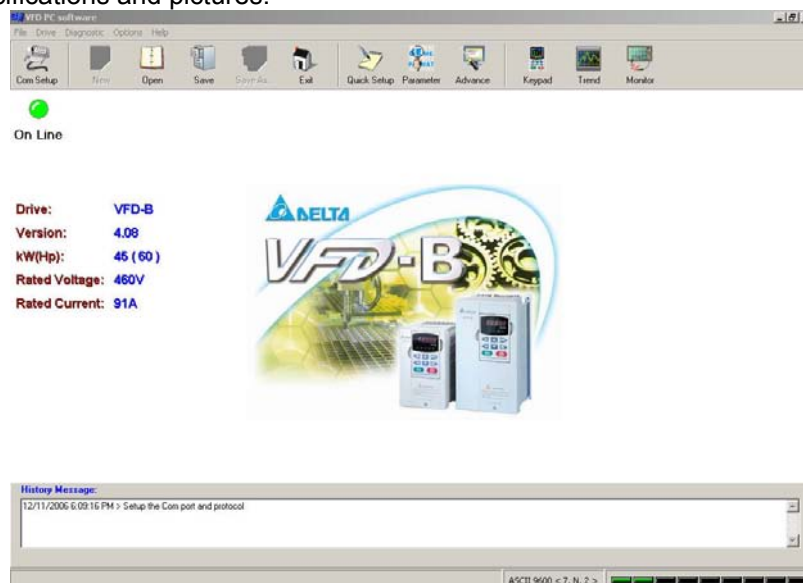 sifications and pictures.
VFD PC software
File Drive Diagnostic Options Help
Com Setup New Open Save Save As Exit Quick Setup Parameter Advance Keypad Trend Monitor
On Line
Drive: VFD-B
Version: 4.08
kW(Hp): 45 ( 60 )
Rated Voltage: 460V
Rated Current: 91A
DELTA
VFD-B
History Message:
12/11/2006 6:09:16 PM > Setup the Com port and protocol
ASCII 9600 < 7, N, 2 >